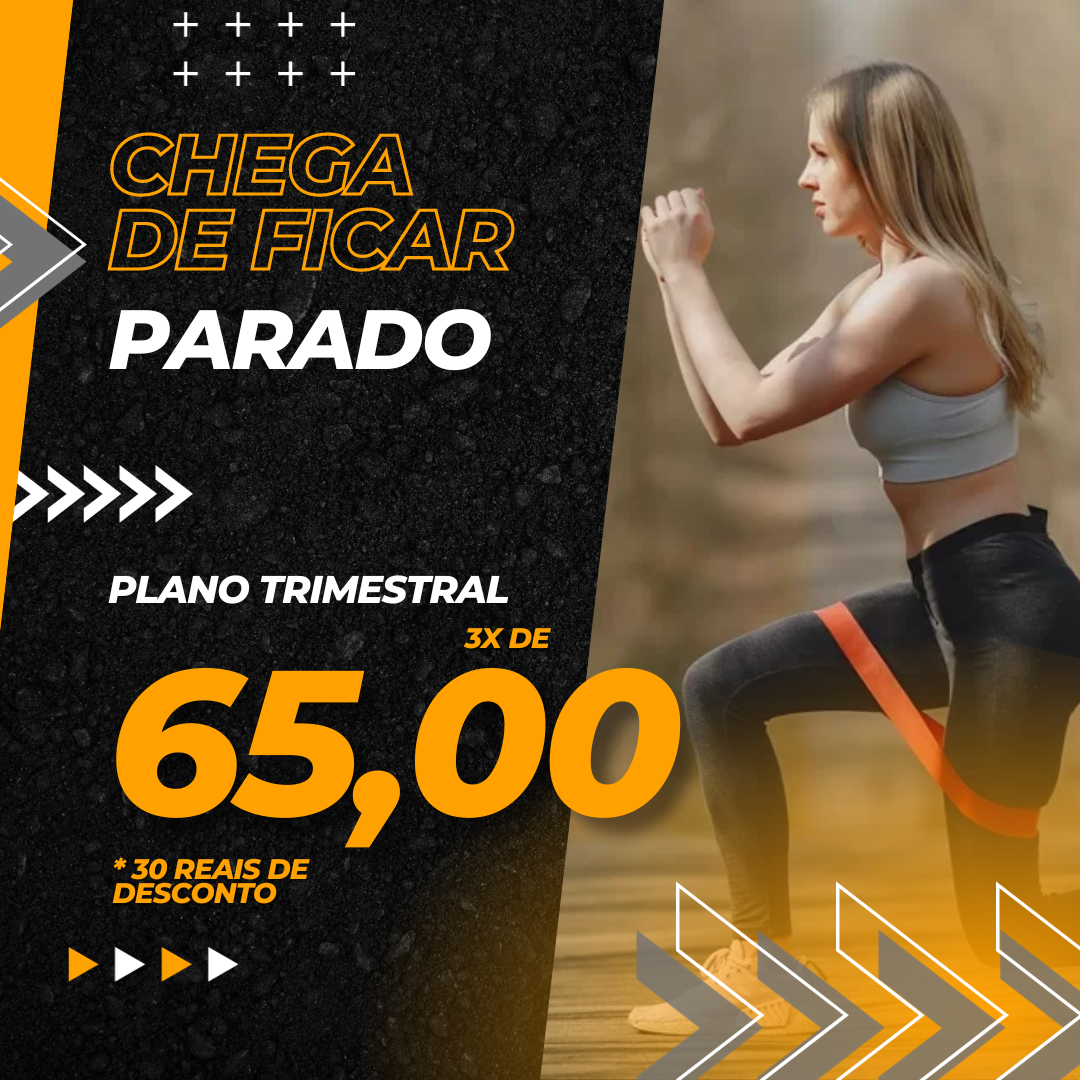 CHEGA
DE FICAR
PARADO
PLANO TRIMESTRAL
3X DE
65,00
* 30 REAIS DE
DESCONTO